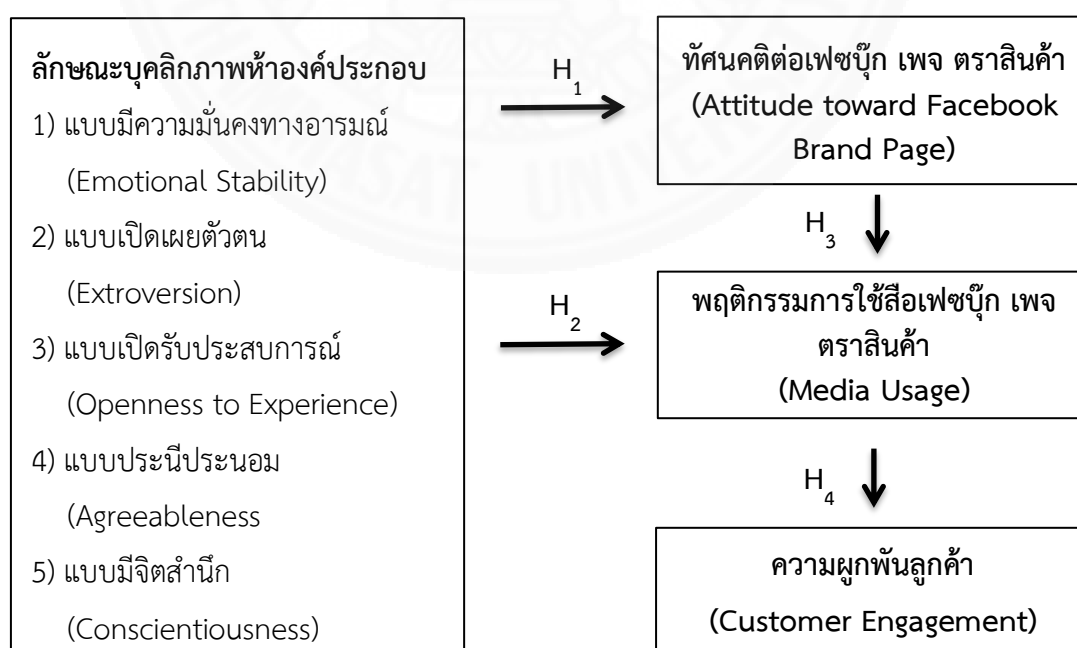 ลักษณะบุคลิกภาพห้าองค์ประกอบ
1) แบบมีความมั่นคงทางอารมณ์
(Emotional Stability)
2) แบบเปิดเผยตัวตน
(Extroversion)
3) แบบเปิดรับประสบการณ์
(Openness to Experience)
4) แบบประนีประนอม
(Agreeableness
5) แบบมีจิตสำนึก
(Conscientiousness)
H1
ทัศนคติต่อเฟซบุ๊ก เพจ ตราสินค้า
(Attitude toward Facebook
Brand Page)
H3
H2
พฤติกรรมการใช้สื่อเฟซบุ๊ก เพจ
ตราสินค้า
(Media Usage)
H4
ความผูกพันลูกค้า
(Customer Engagement)